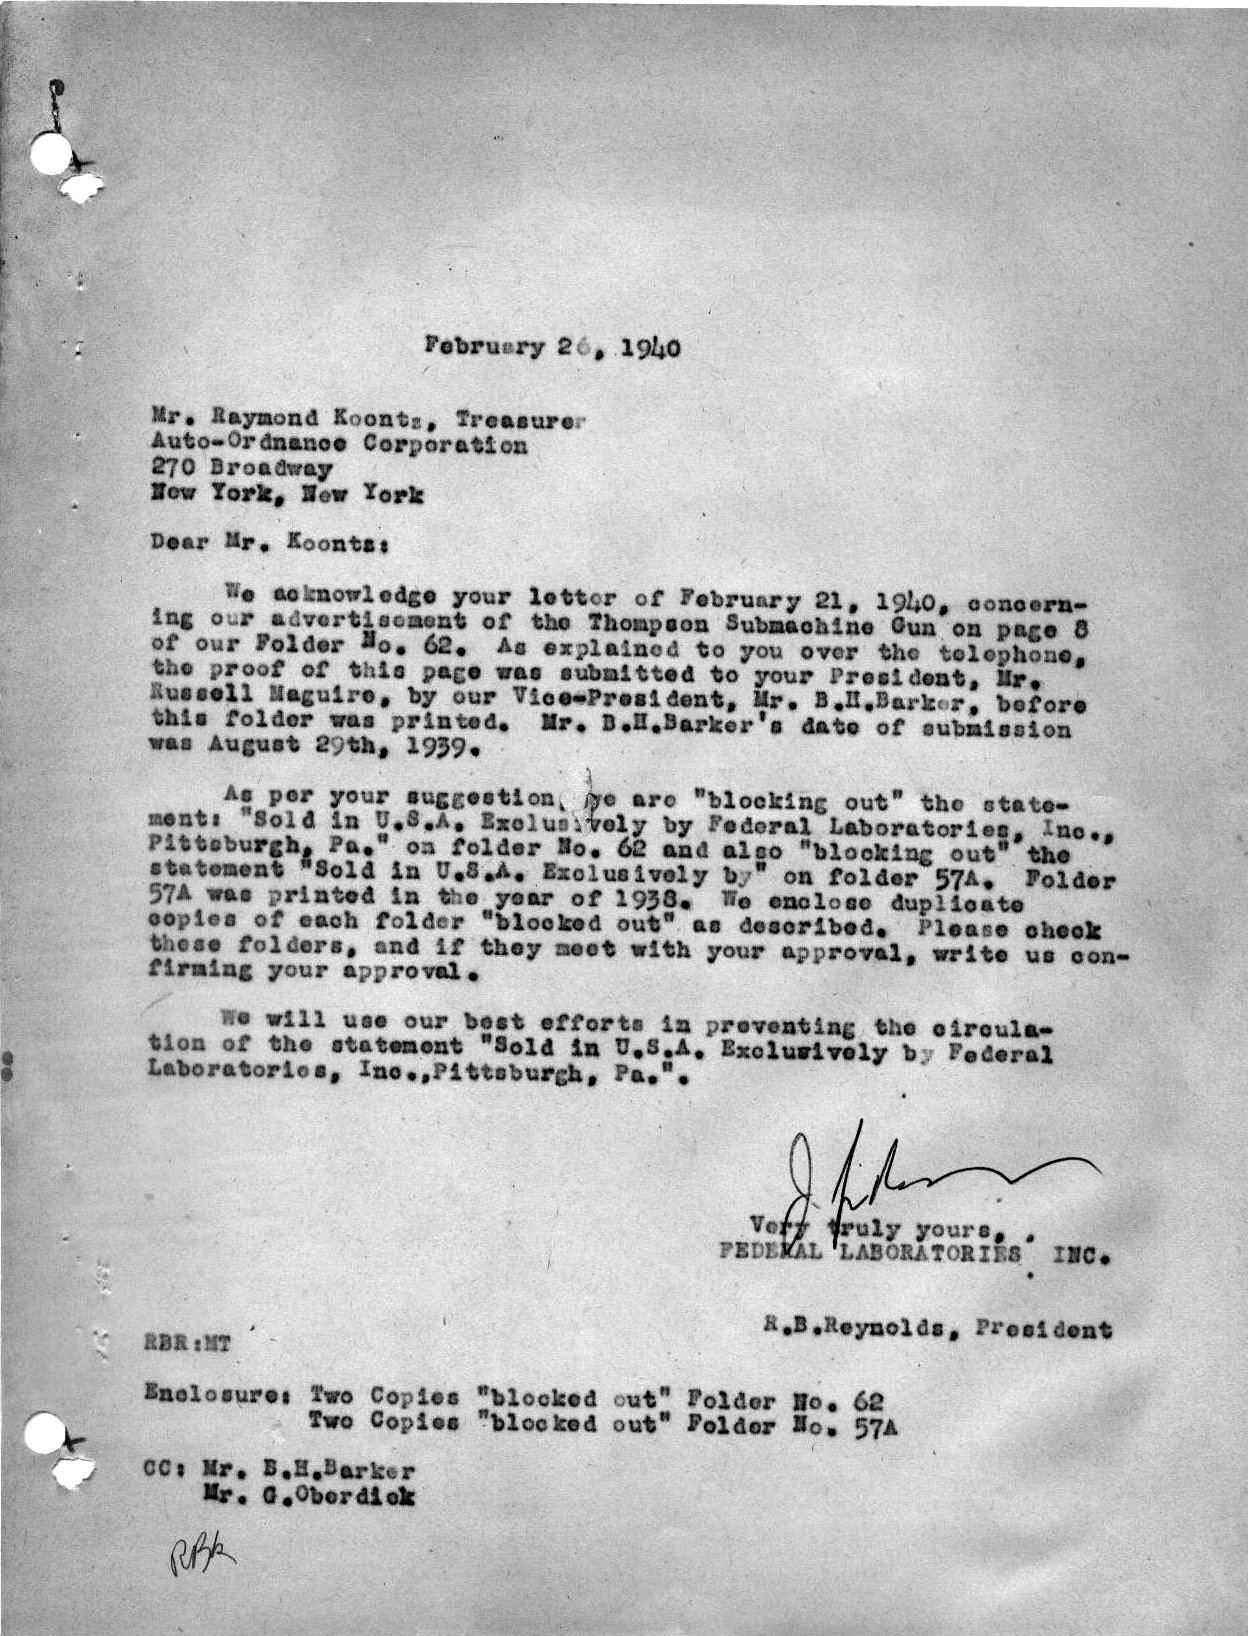 February 26, 1940
Mr. Raymond Koontz, Treasurer
Auto-Ordnance Corporation
270 Broadway
New York, New York
Dear Mr. Koontz:
We acknowledge your letter of February 21, 1940, concern-
ing our advertisement of the Thompson Submachine Gun on page 8
of our Folder No. 62. As explained to you over the telephone,
the proof of this page was submitted to your President, Mr.
Russell Maguire, by our Vice-President, Mr. B.H.Barker, before
this folder was printed. Mr. B.H.Barker's date of submission
was August 29th, 1939.
As per your suggestion, we are "blocking out" the state-
ment: "Sold in U.S.A. Exclusively by Federal Laboratories, Inc.,
Pittsburgh, Pa." on folder No. 62 and also "blocking out" the
statement "Sold in U.S.A. Exclusively by" on folder 57A. Folder
57A was printed in the year of 1938. We enclose duplicate
copies of each folder "blocked out" as described. Please check
these folders, and if they meet with your approval, write us con-
firming your approval.
We will use our best efforts in preventing the circula-
tion of the statement "Sold in U.S.A. Exclusively by Federal
Laboratories, Inc.,Pittsburgh, Pa.".
Very truly yours,
FEDERAL LABORATORIES INC.
R.B.Reynolds, President
RBR:MT
Enclosure: Two Copies "blocked out" Folder No. 62
Two Copies "blocked out" Folder No. 57A
CC: Mr. B.H.Barker
Mr. G.Oberdick